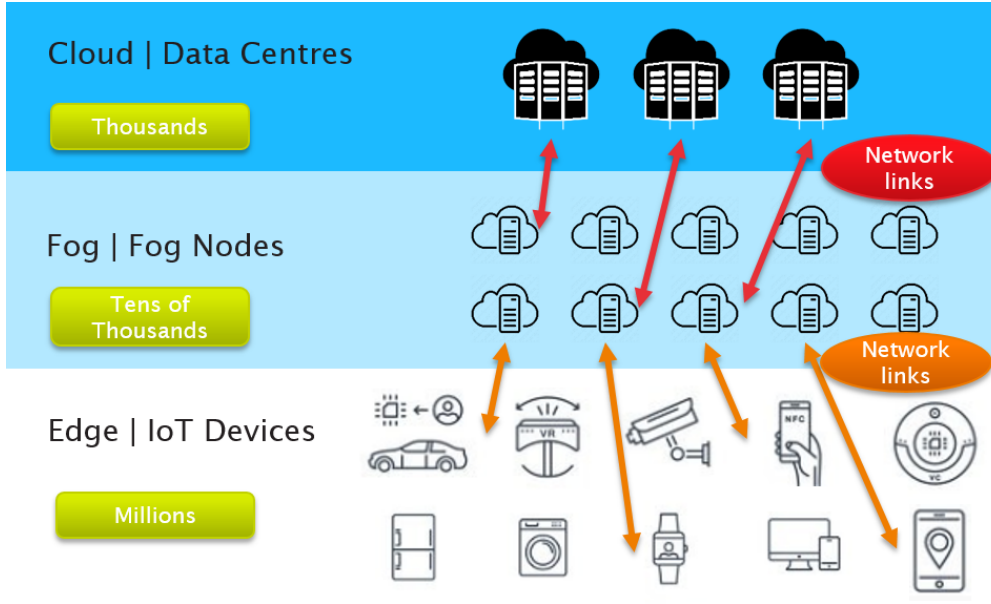 Cloud | Data Centres
Thousands
Network
links
Fog | Fog Nodes
Tens of
Thousands
Network
links
Edge | IoT Devices
VR
NFC
VC
Millions